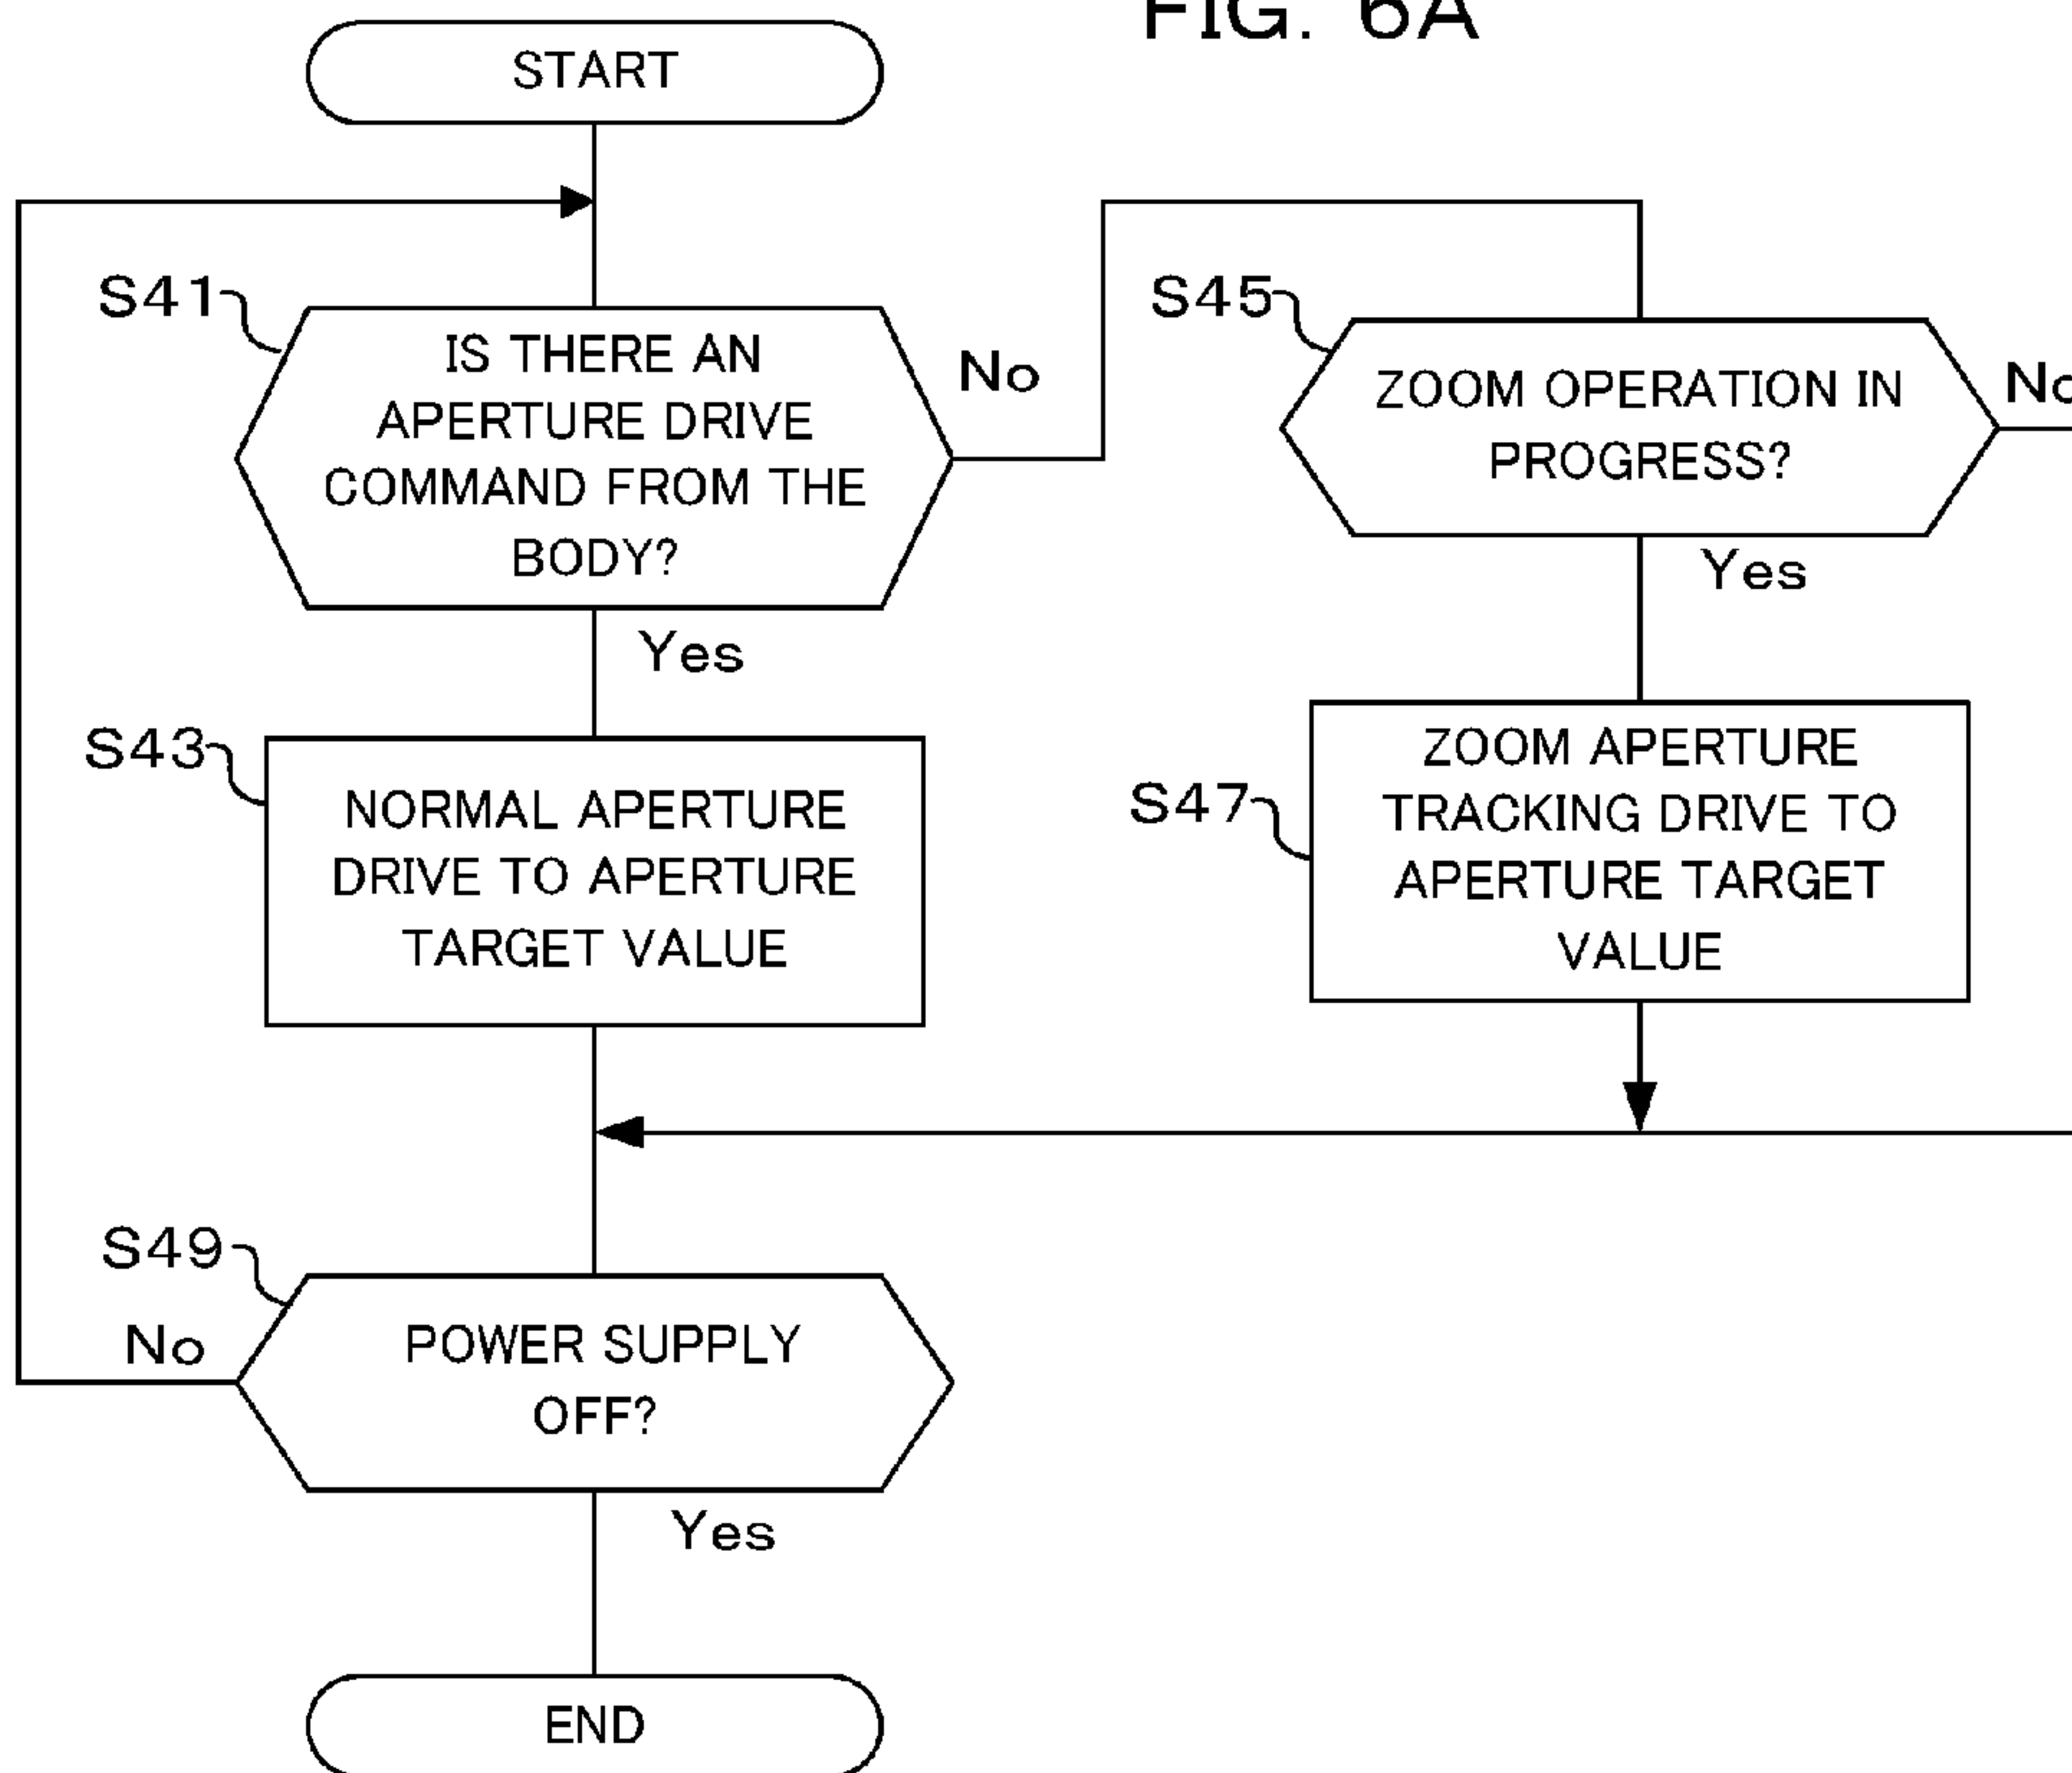 FIG. 6A
START
S41
IS THERE AN
APERTURE DRIVE
COMMAND FROM THE
BODY?
No
Yes
S45
ZOOM OPERATION IN
PROGRESS?
No
Yes
S43
NORMAL APERTURE
DRIVE TO APERTURE
TARGET VALUE
S47
ZOOM APERTURE
TRACKING DRIVE TO
APERTURE TARGET
VALUE
S49
No
POWER SUPPLY
OFF?
Yes
END